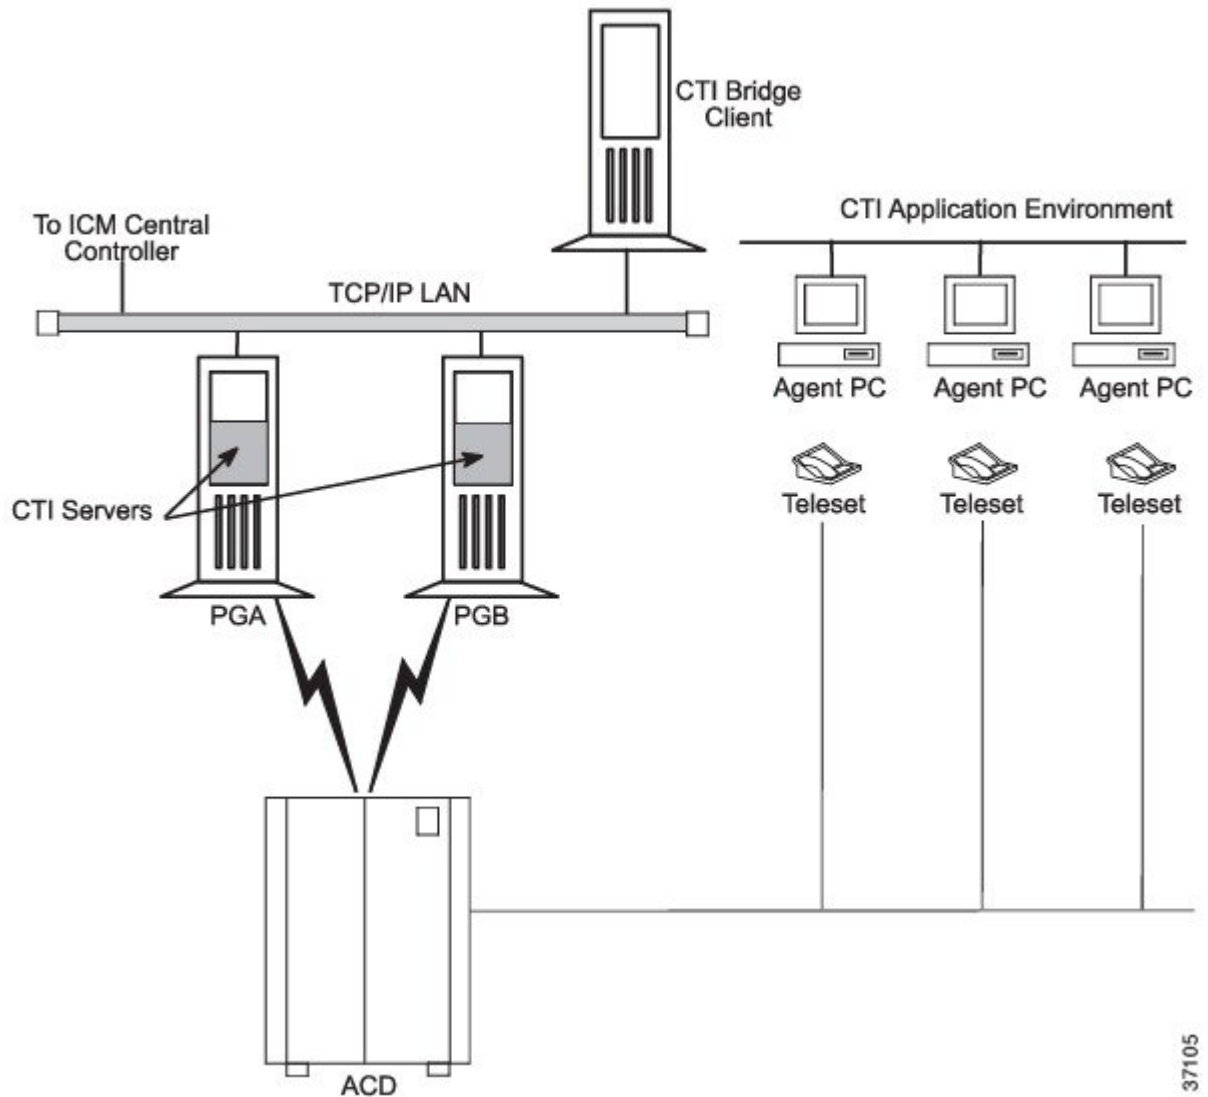 CTI Bridge
Client
To ICM Central
Controller
CTI Application Environment
TCP/IP LAN
Agent PC
Agent PC
Agent PC
CTI Servers
Teleset
Teleset
Teleset
PGA
PGB
ACD
37105